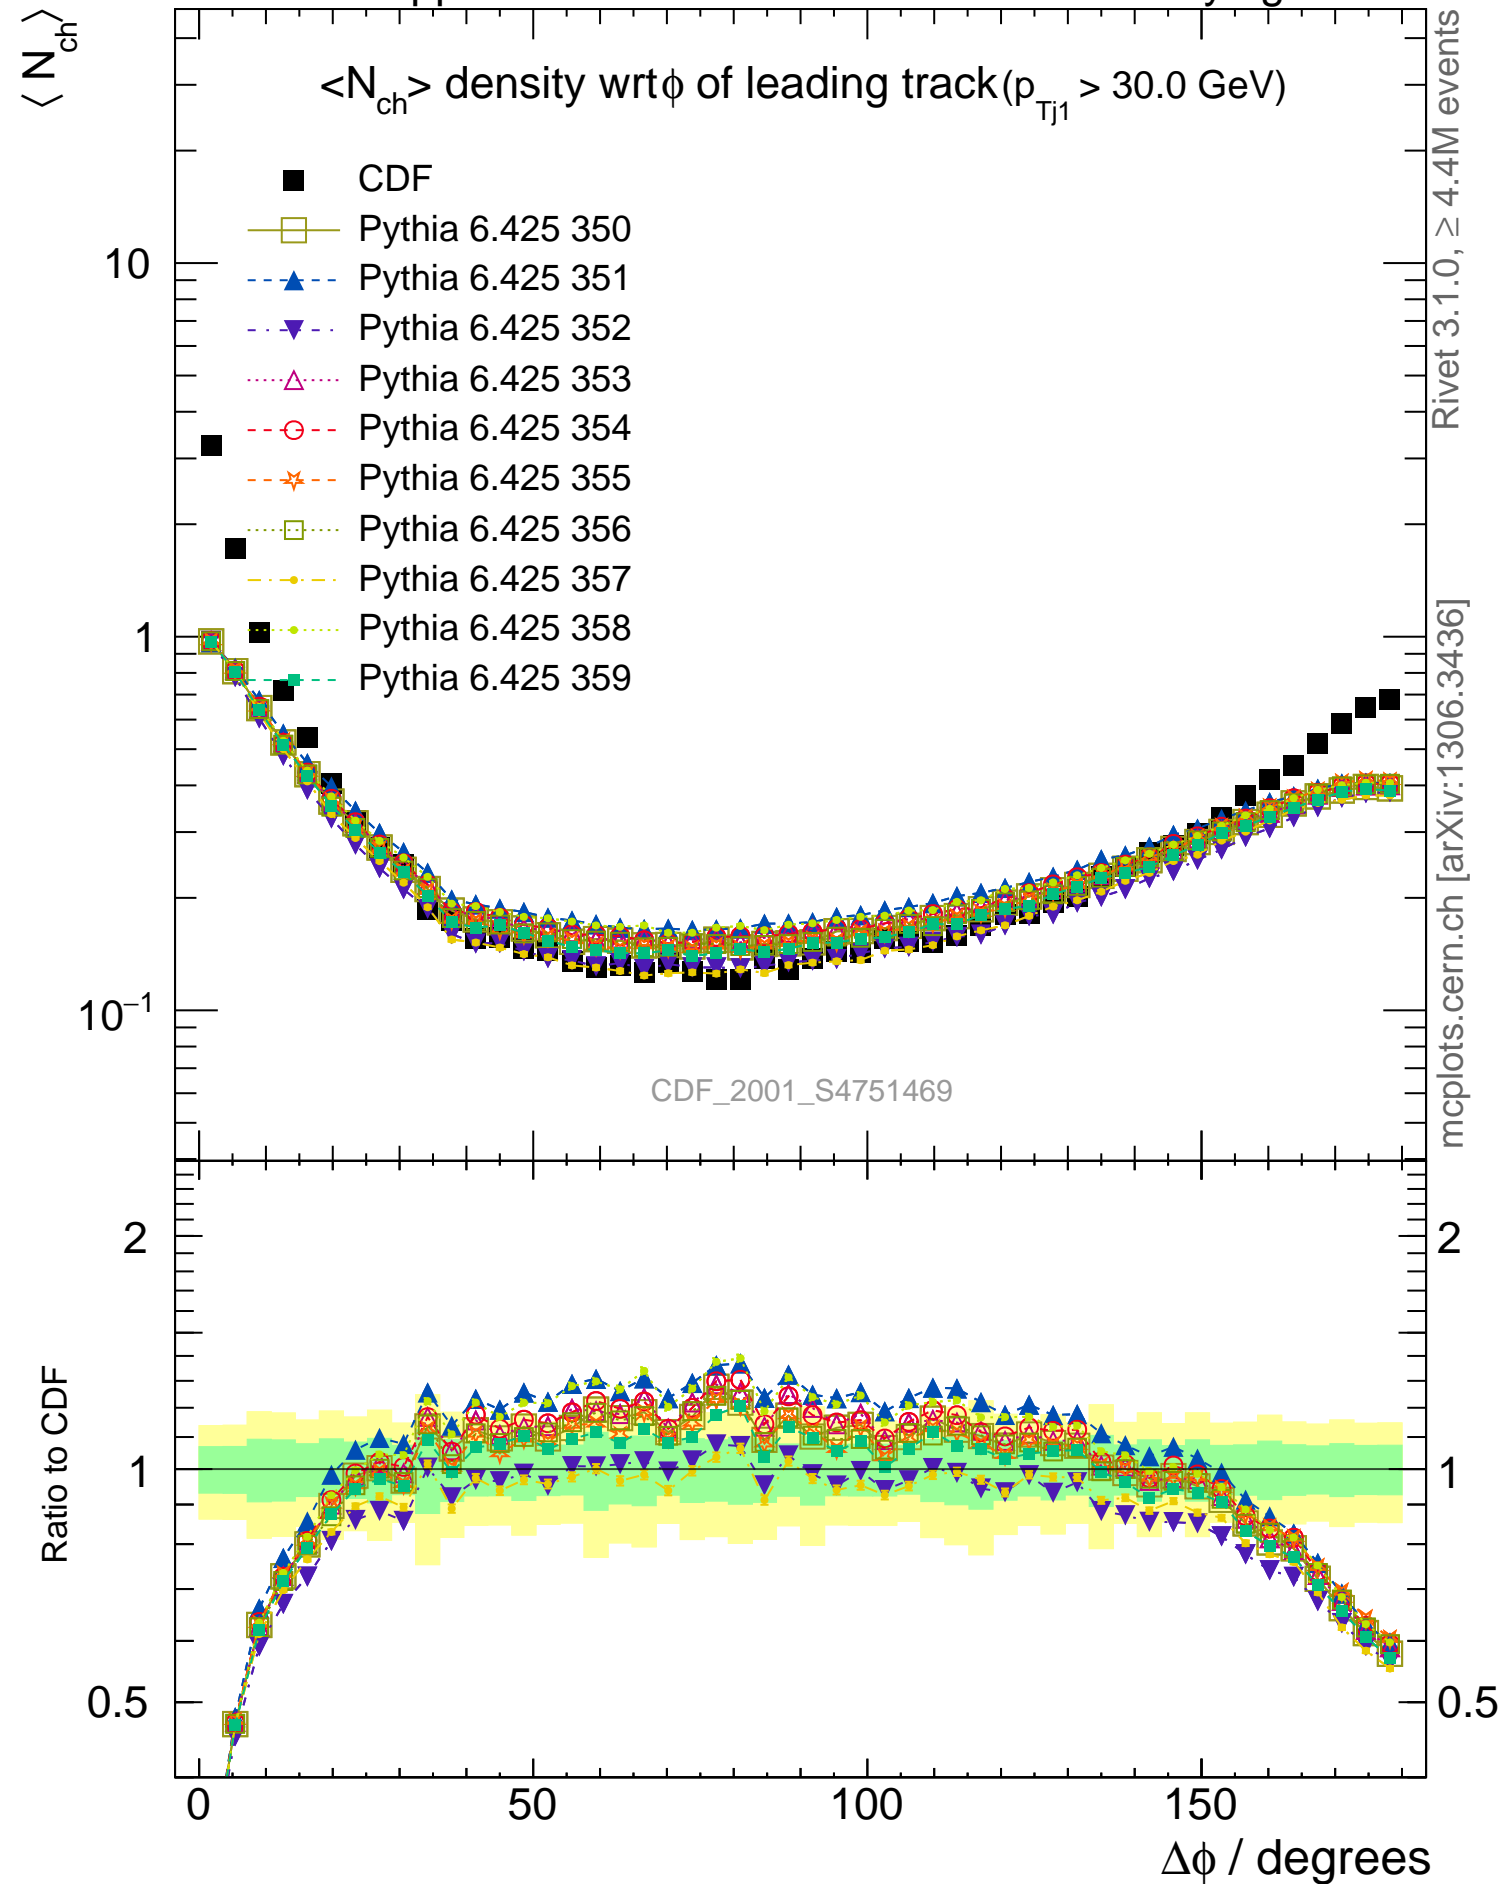 ⟨ N_ch ⟩
<N_ch> density wrt ϕ of leading track (p_Tj1 > 30.0 GeV)
CDF
Pythia 6.425 350
Pythia 6.425 351
Pythia 6.425 352
Pythia 6.425 353
Pythia 6.425 354
Pythia 6.425 355
Pythia 6.425 356
Pythia 6.425 357
Pythia 6.425 358
Pythia 6.425 359
10
1
10^−1
CDF_2001_S4751469
Rivet 3.1.0, ≥ 4.4M events
mcplots.cern.ch [arXiv:1306.3436]
Ratio to CDF
2
1
0.5
2
1
0.5
0 50 100 150
Δϕ / degrees